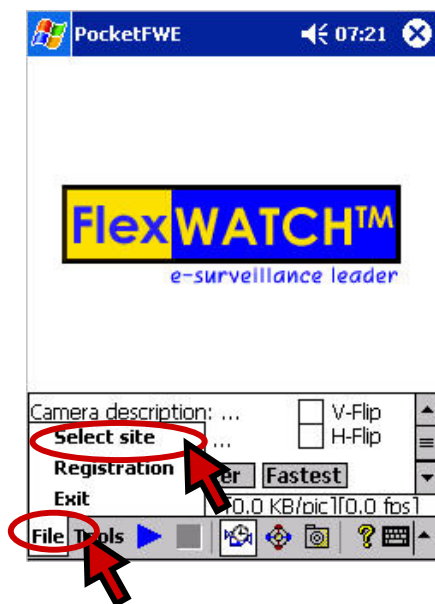 PocketFWE 07:21
FlexWATCH™
e-surveillance leader
Camera description: ... V-Flip
Select site ... H-Flip
Registration er Fastest
Exit 0.0 KB/pic][0.0 fps]
File Tools